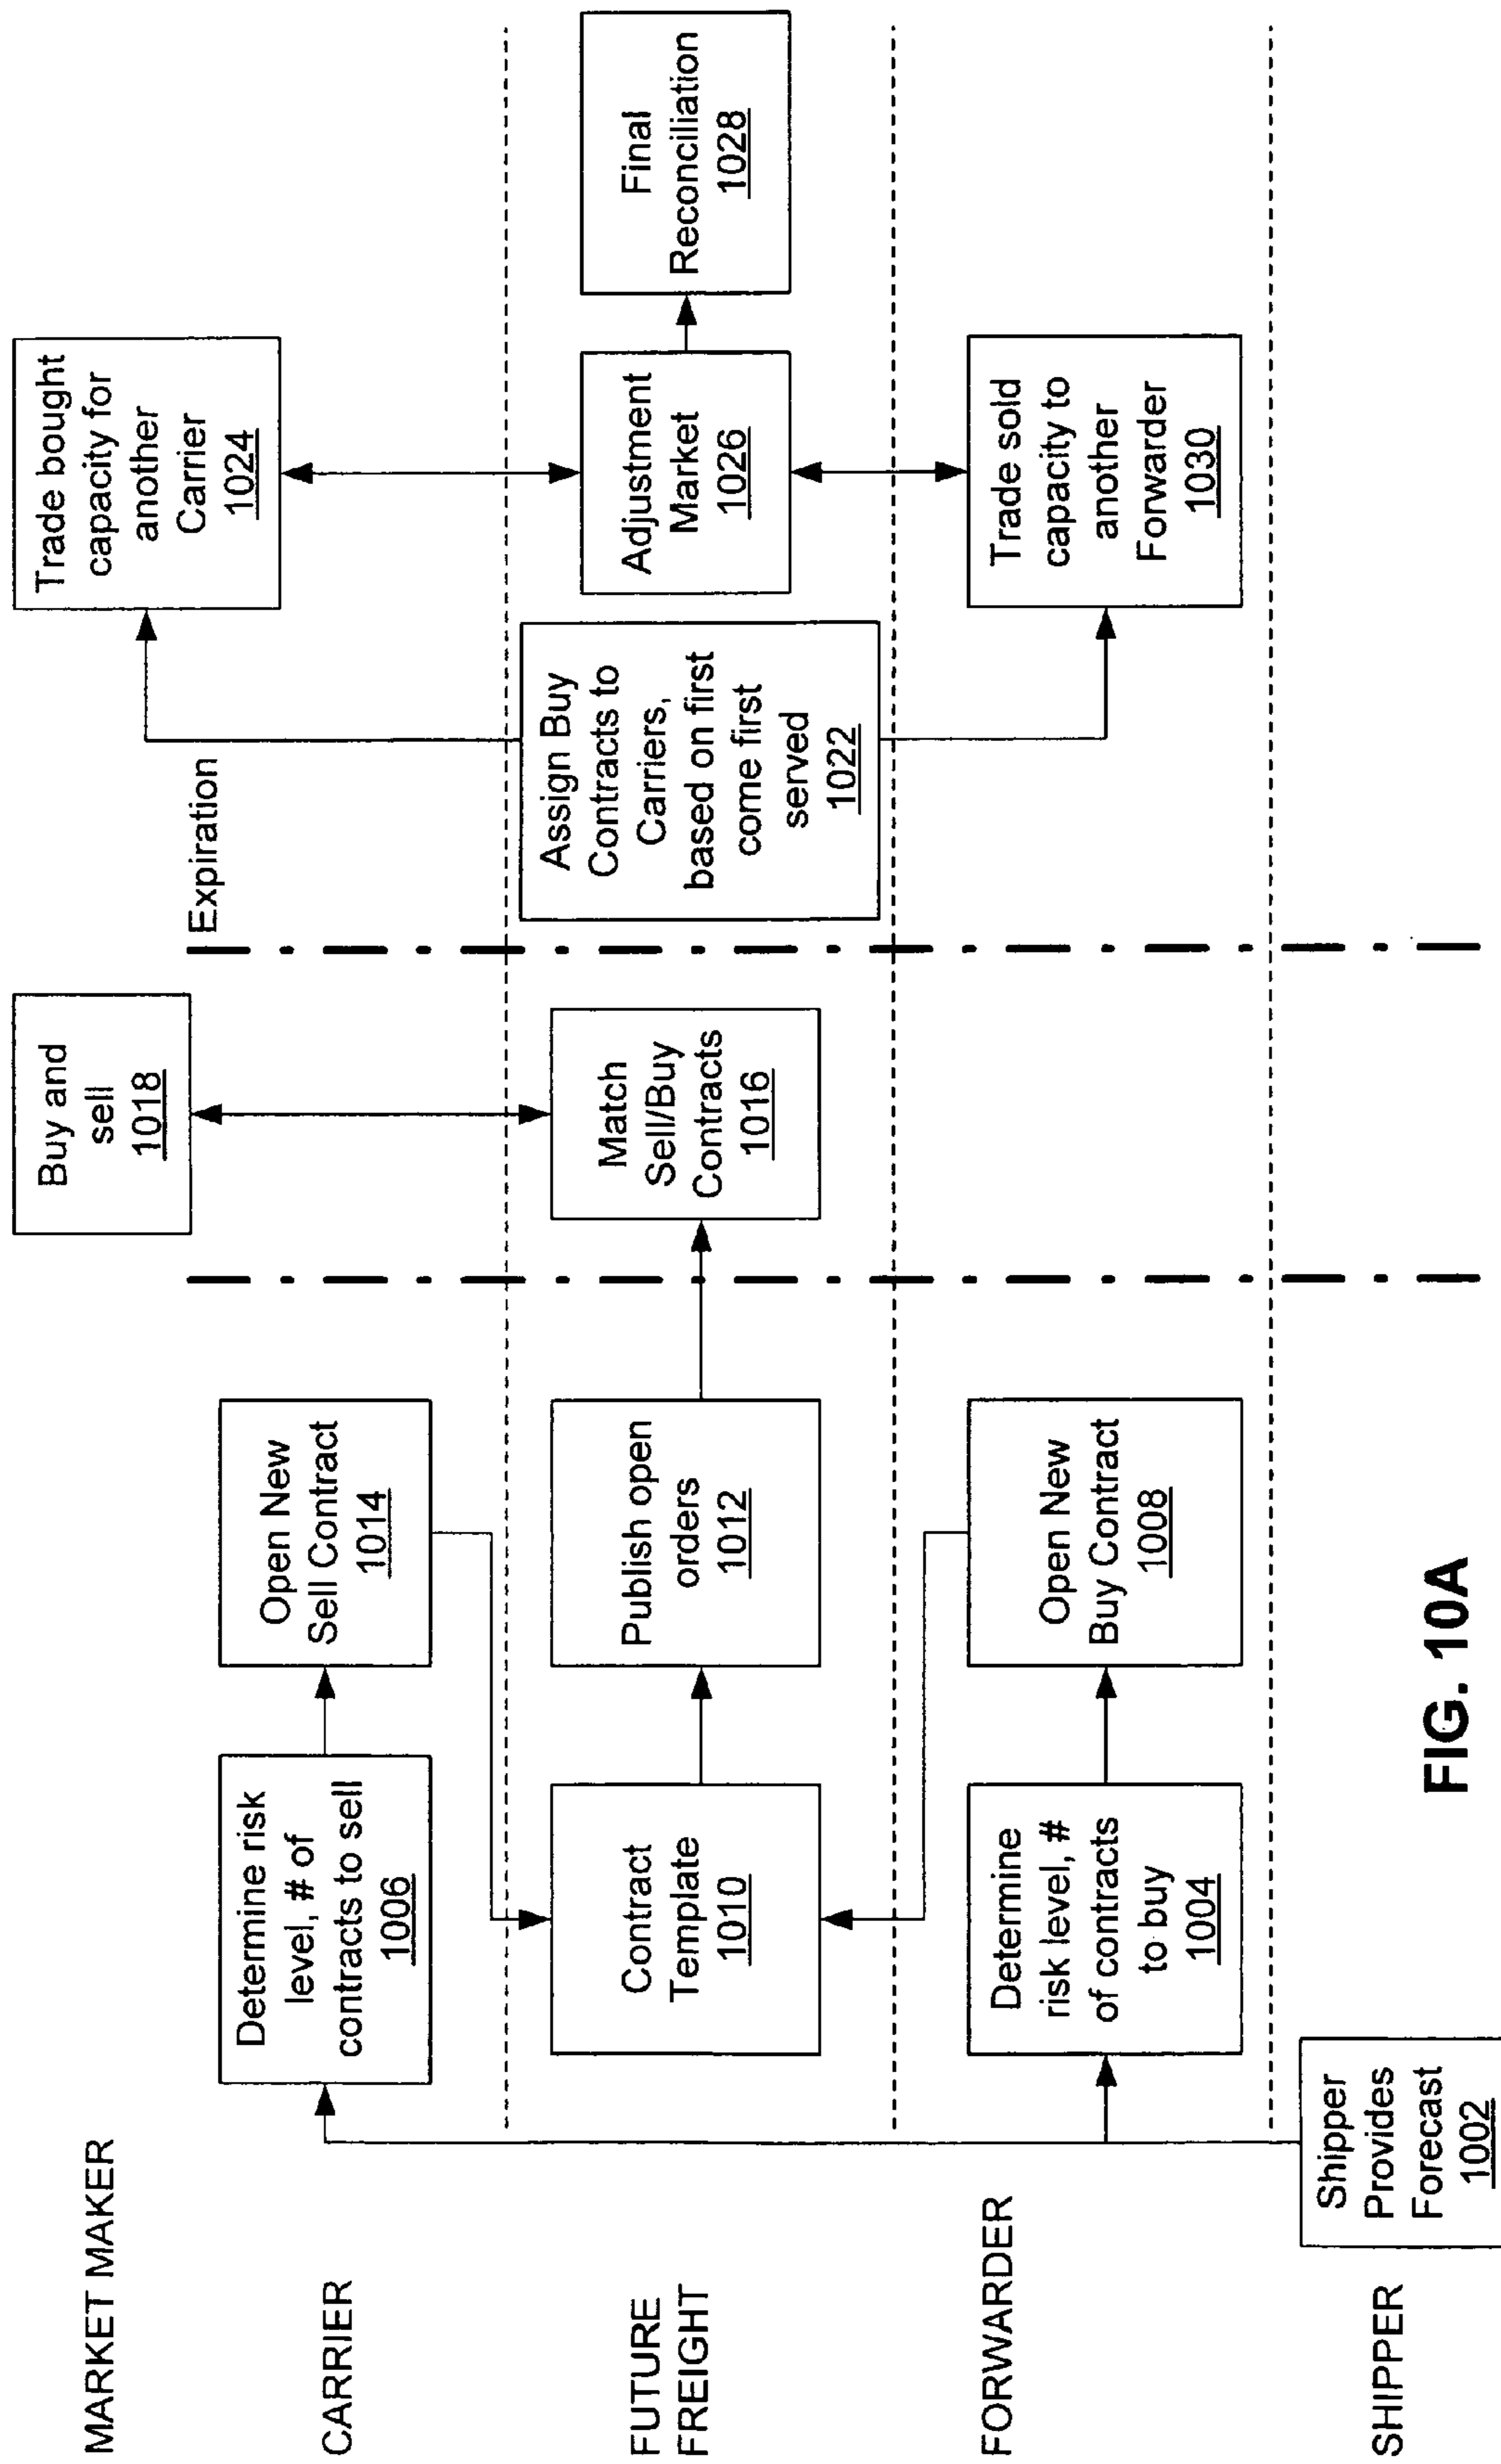 MARKET MAKER
Buy and
sell
1018
Expiration
Trade bought
capacity for
another
Carrier
1024
CARRIER
Determine risk
level, # of
contracts to sell
1006
Open New
Sell Contract
1014
FUTURE
FREIGHT
Contract
Template
1010
Publish open
orders
1012
Match
Sell/Buy
Contracts
1016
Assign Buy
Contracts to
Carriers,
based on first
come first
served
1022
Adjustment
Market
1026
Final
Reconciliation
1028
FORWARDER
Determine
risk level, #
of contracts
to buy
1004
Open New
Buy Contract
1008
Trade sold
capacity to
another
Forwarder
1030
SHIPPER
Shipper
Provides
Forecast
1002
FIG. 10A